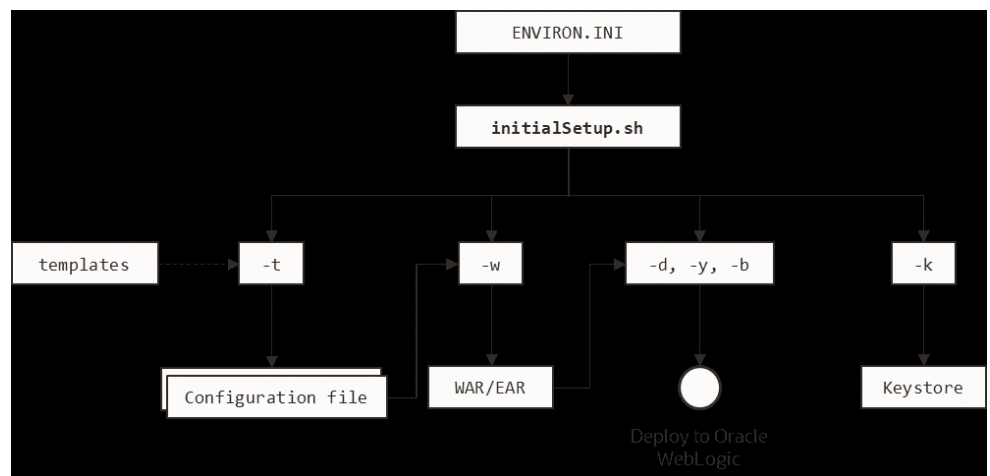 ENVIRON.INI
initialSetup.sh
templates
-t
-w
-d, -y, -b
-k
Configuration file
WAR/EAR
Keystore
Deploy to Oracle
WebLogic